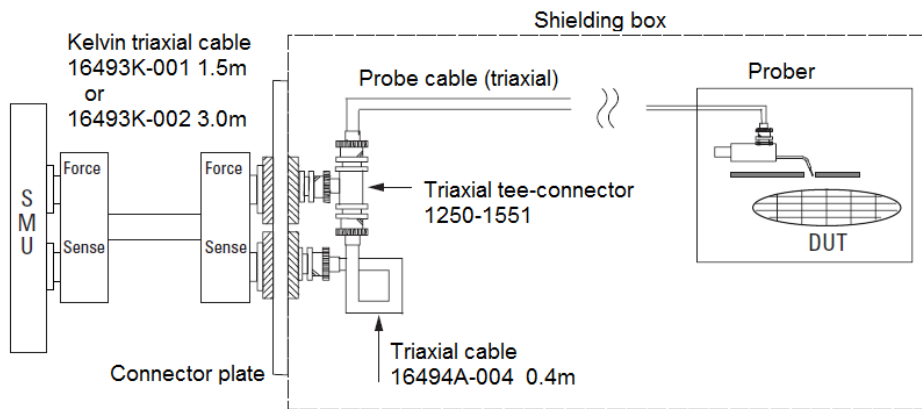 Shielding box
Kelvin triaxial cable
16493K-001 1.5m
or
16493K-002 3.0m
Probe cable (triaxial)
Prober
Force
Force
SMU
Sense
Sense
Triaxial tee-connector
1250-1551
DUT
Triaxial cable
16494A-004 0.4m
Connector plate